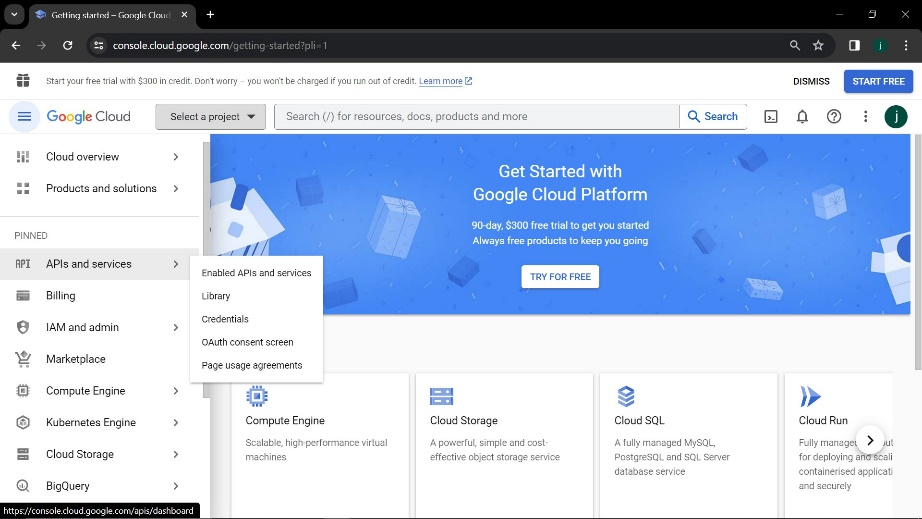 Getting started – Google Cloud
console.cloud.google.com/getting-started?pli=1
j
Start your free trial with $300 in credit. Don't worry – you won't be charged if you run out of credit. Learn more
DISMISS
START FREE
Google Cloud
Select a project
Search (/) for resources, docs, products and more
Search
j
Cloud overview
Products and solutions
PINNED
API APIs and services
Billing
IAM and admin
Marketplace
Compute Engine
Kubernetes Engine
Cloud Storage
BigQuery
Enabled APIs and services
Library
Credentials
OAuth consent screen
Page usage agreements
Get Started with
Google Cloud Platform
90-day, $300 free trial to get you started
Always free products to keep you going
TRY FOR FREE
Compute Engine
Scalable, high-performance virtual
machines
Cloud Storage
A powerful, simple and cost-
effective object storage service
Cloud SQL
A fully managed MySQL,
PostgreSQL and SQL Server
database service
Cloud Run
Fully
for deploying and
containerised
and securely
https://console.cloud.google.com/apis/dashboard